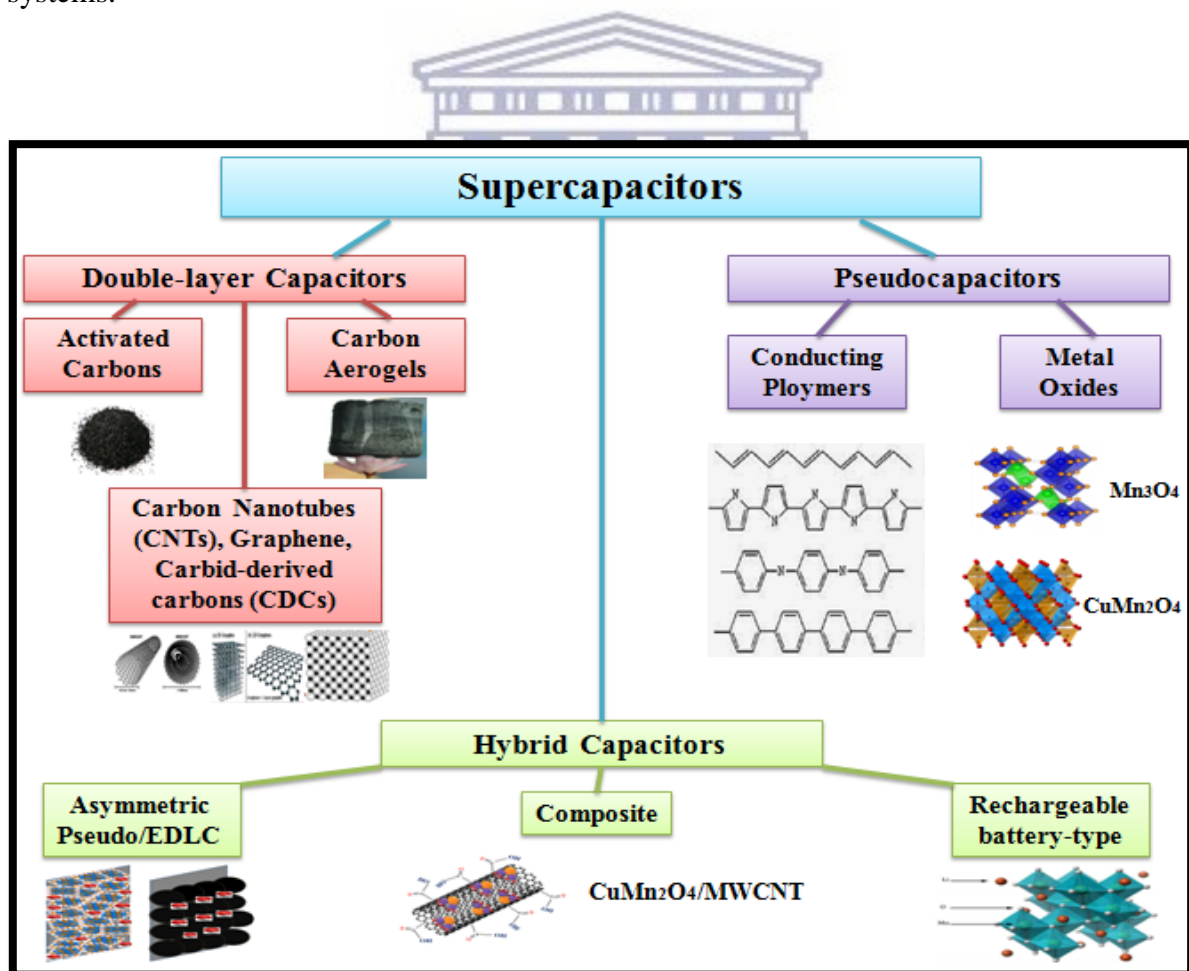 systems.
Supercapacitors
Double-layer Capacitors
Pseudocapacitors
Activated
Carbons
Carbon
Aerogels
Conducting
Ploymers
Metal
Oxides
Mn₃O₄
CuMn₂O₄
Carbon Nanotubes
(CNTs), Graphene,
Carbid-derived
carbons (CDCs)
Hybrid Capacitors
Asymmetric
Pseudo/EDLC
Composite
Rechargeable
battery-type
CuMn₂O₄/MWCNT